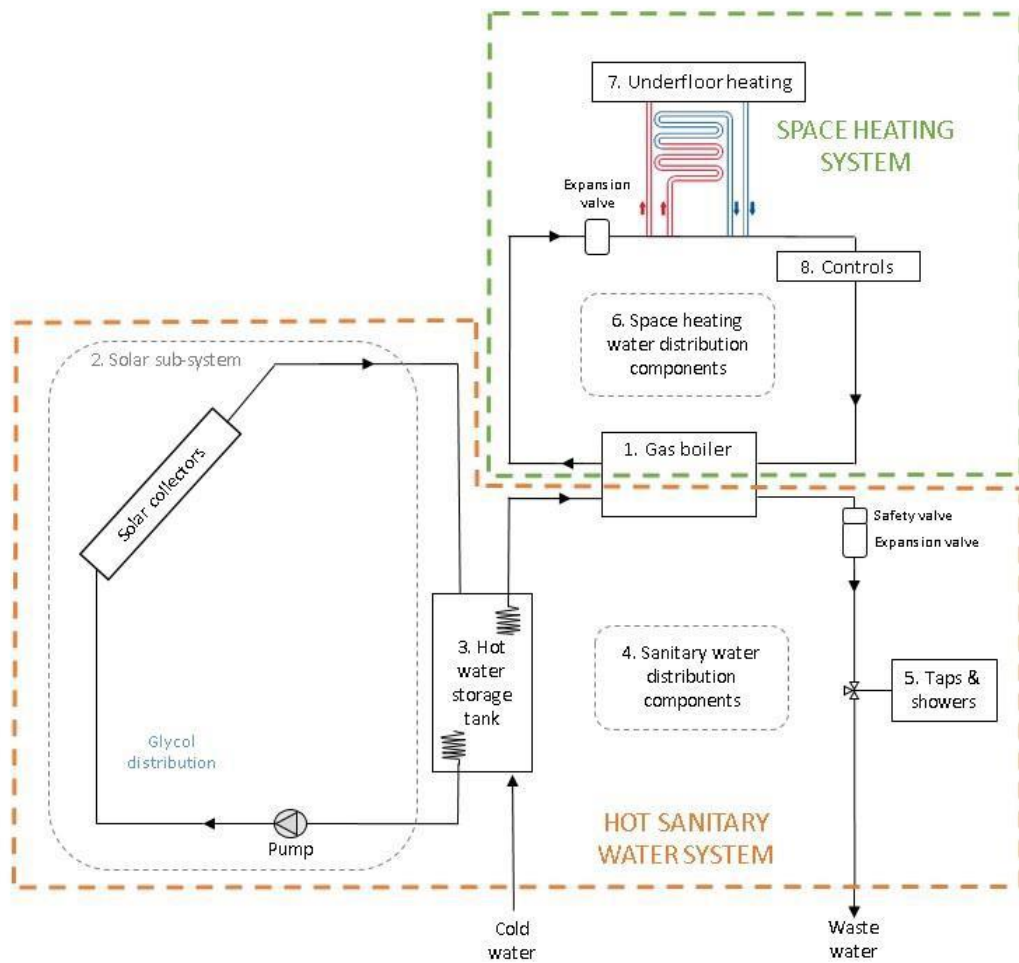 7. Underfloor heating
SPACE HEATING
SYSTEM
Expansion
valve
8. Controls
6. Space heating
water distribution
components
2. Solar sub-system
Solar collectors
1. Gas boiler
Safety valve
Expansion valve
3. Hot
water
storage
tank
4. Sanitary water
distribution
components
5. Taps &
showers
Glycol
distribution
Pump
HOT SANITARY
WATER SYSTEM
Cold
water
Waste
water